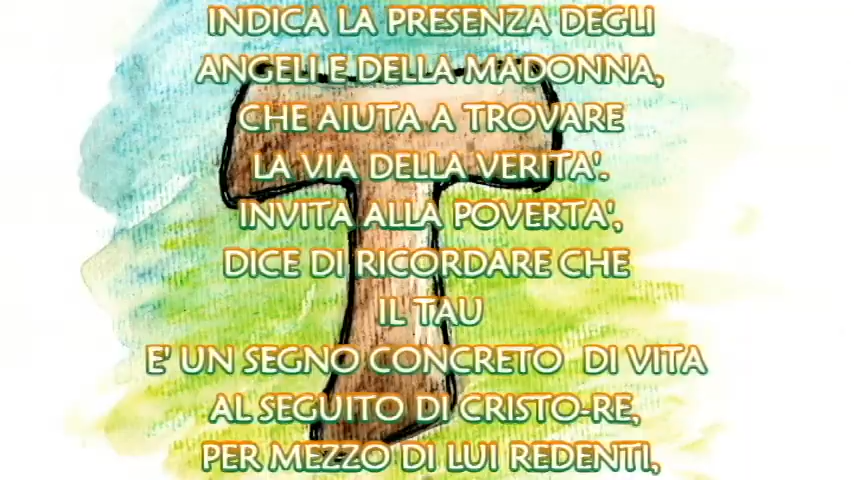 INDICA LA PRESENZA DEGLI
ANGELI E DELLA MADONNA,
CHE AIUTA A TROVARE
LA VIA DELLA VERITA'.
INVITA ALLA POVERTA',
DICE DI RICORDARE CHE
IL TAU
E' UN SEGNO CONCRETO DI VITA
AL SEGUITO DI CRISTO-RE,
PER MEZZO DI LUI REDENTI,